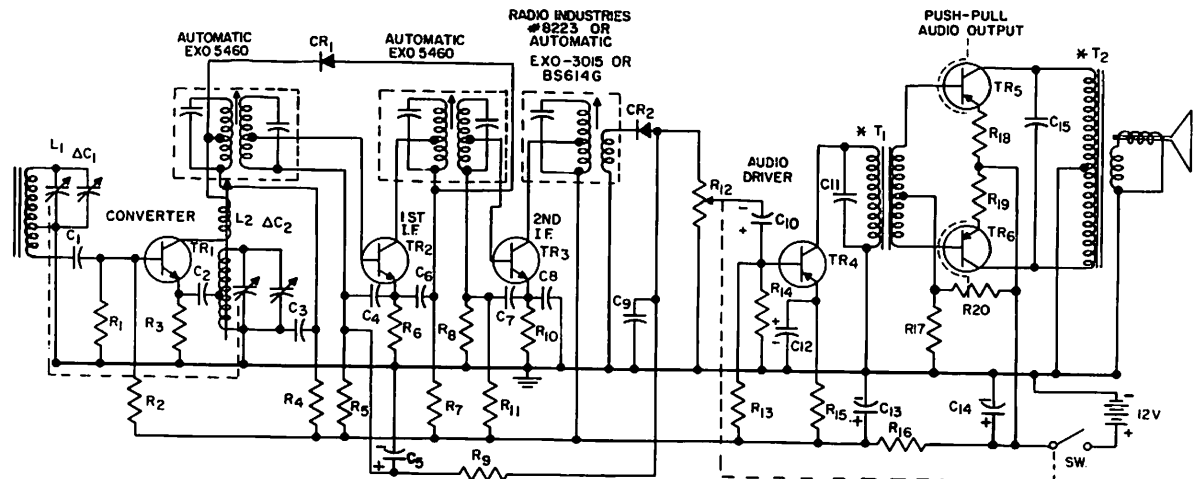 RADIO INDUSTRIES
#8223 OR
AUTOMATIC
EXO-3015 OR
BS614G
AUTOMATIC
EXO 5460
CR1
AUTOMATIC
EXO 5460
PUSH-PULL
AUDIO OUTPUT
* T2
CR2
TR5
R18
C15
L1
ΔC1
AUDIO
DRIVER
* T1
R12
C11
C10
- +
R19
L2
ΔC2
CONVERTER
C1
TR1
1ST
I.F.
TR2
2ND
I.F.
TR3
TR4
TR6
C2
C6
C8
C4
C7
C3
R14
C9
R1
R3
R6
R8
R10
+
-
C12
R17
R20
R2
R4
R5
R7
R11
R13
R15
-
+
C13
C14
-
+
-
+
12V
R16
-
+
C5
R9
SW.